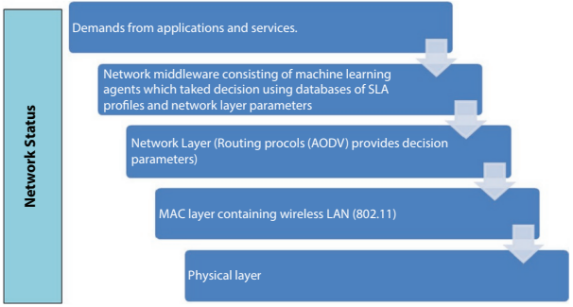 Network Status
Demands from applications and services.
Network middleware consisting of machine learning
agents which taked decision using databases of SLA
profiles and network layer parameters
Network Layer (Routing procols (AODV) provides decision
parameters)
MAC layer containing wireless LAN (802.11)
Physical layer